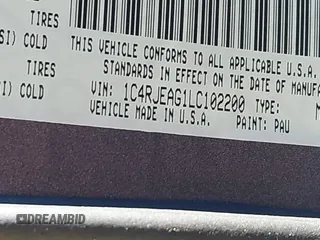 TIRES
SI) COLD
THIS VEHICLE CONFORMS TO ALL APPLICABLE U.S.A.
TIRES
STANDARDS IN EFFECT ON THE DATE OF MANUFA
SI) COLD
VIN: 1C4RJEAG1LC102200 TYPE: M
VEHICLE MADE IN U.S.A. PAINT: PAU
DREAMBID